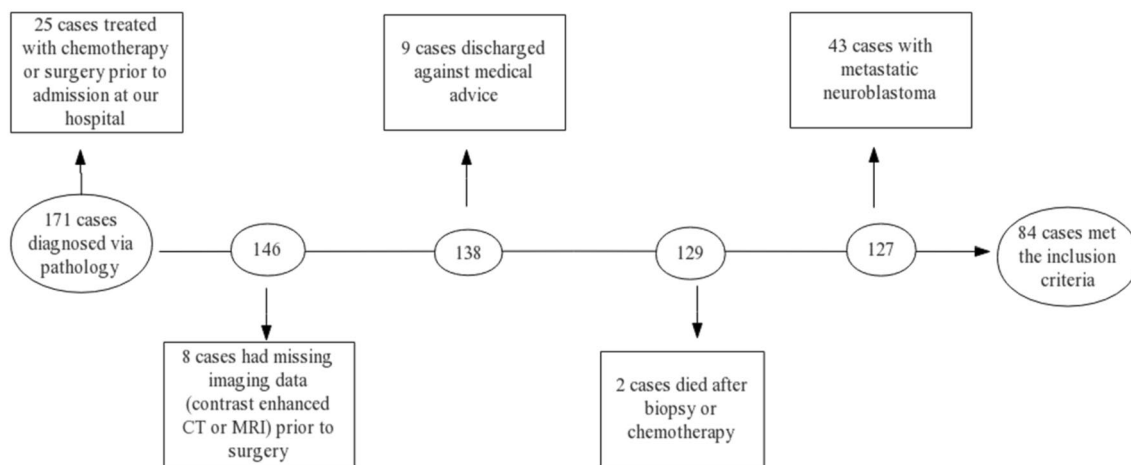 25 cases treated
with chemotherapy
or surgery prior to
admission at our
hospital
9 cases discharged
against medical
advice
43 cases with
metastatic
neuroblastoma
171 cases
diagnosed via
pathology
146
138
129
127
84 cases met
the inclusion
criteria
8 cases had missing
imaging data
(contrast enhanced
CT or MRI) prior to
surgery
2 cases died after
biopsy or
chemotherapy